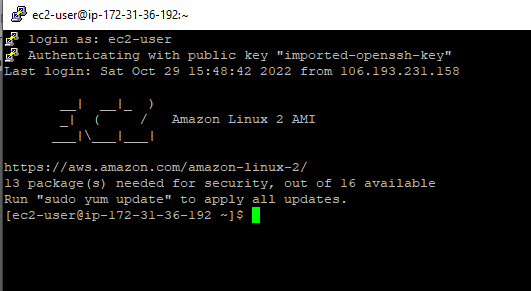 ec2-user@ip-172-31-36-192:~
login as: ec2-user
Authenticating with public key "imported-openssh-key"
Last login: Sat Oct 29 15:48:42 2022 from 106.193.231.158
       __|  __|_  )
       _|  (     /   Amazon Linux 2 AMI
      ___|\___|___|
https://aws.amazon.com/amazon-linux-2/
13 package(s) needed for security, out of 16 available
Run "sudo yum update" to apply all updates.
[ec2-user@ip-172-31-36-192 ~]$